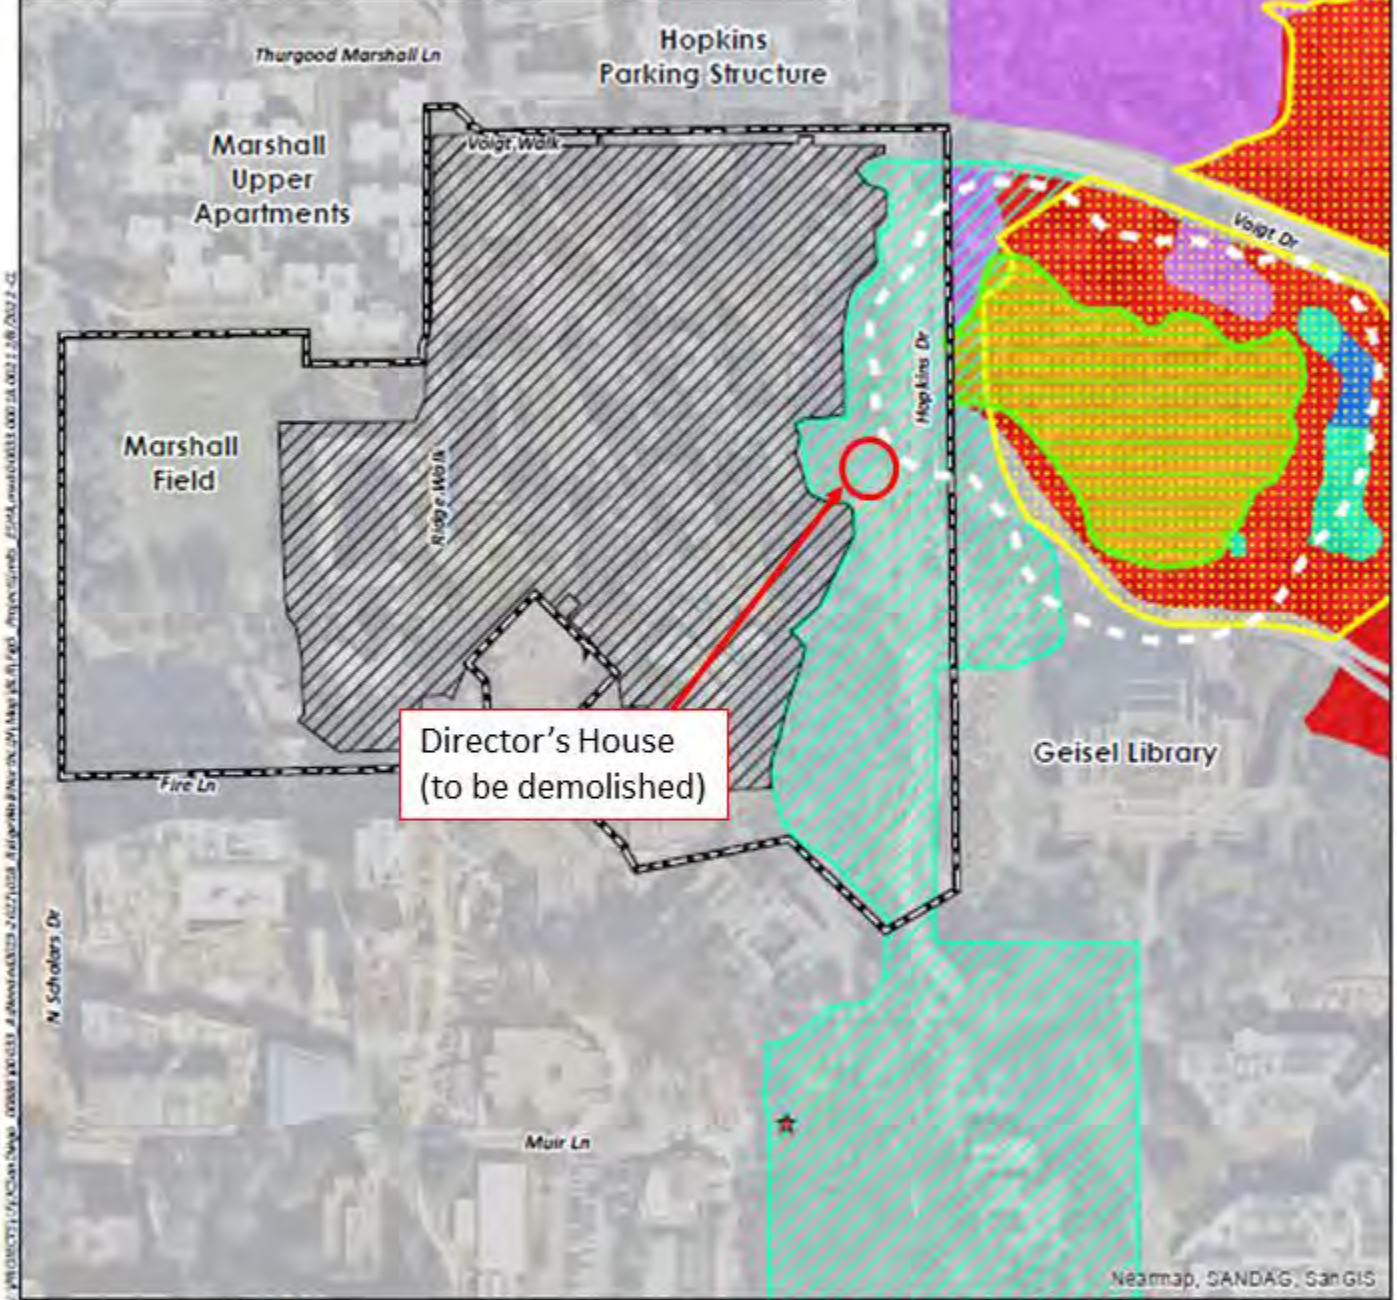 Thurgood Marshall Ln
Hopkins
Parking Structure
Marshall
Upper
Apartments
Voigt Walk
Voigt Dr
Hopkins Dr
Marshall
Field
Ridge Walk
Director's House
(to be demolished)
Geisel Library
Fire Ln
N Scholars Dr
Muir Ln
Nearmap, SANDAG, SanGIS